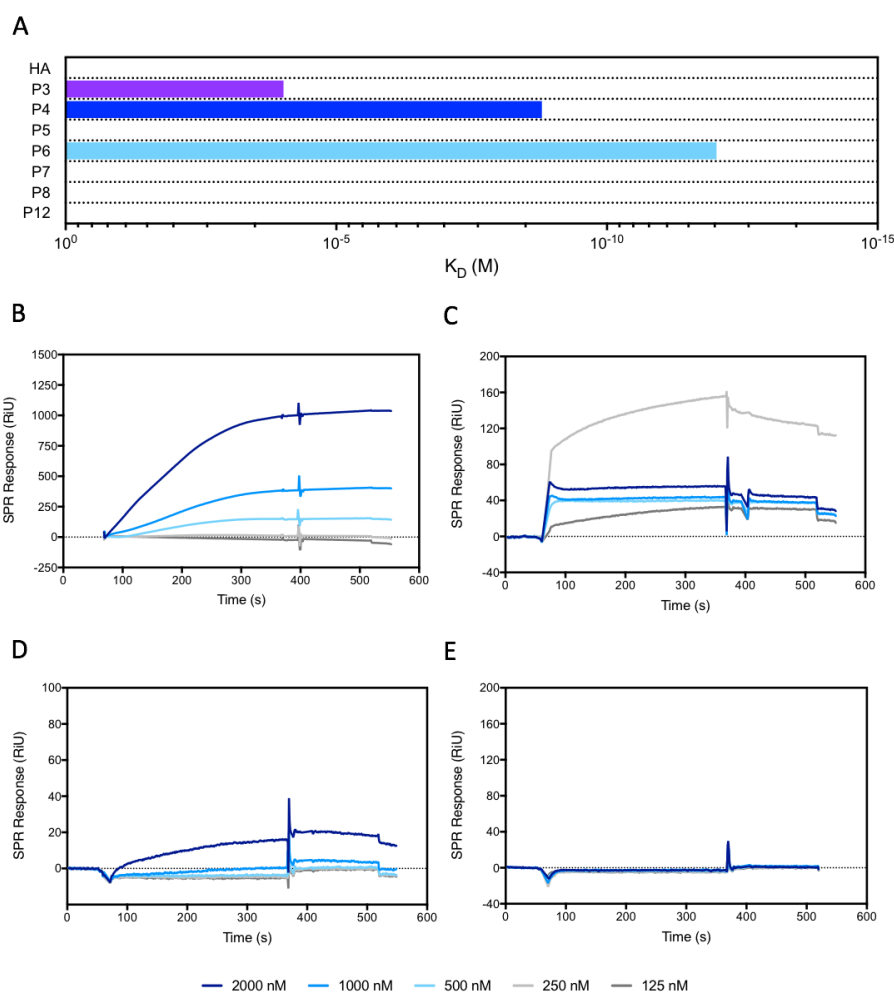 A
HA
P3
P4
P5
P6
P7
P8
P12
10⁰ 10⁻⁵ 10⁻¹⁰ 10⁻¹⁵
K_D (M)
B
1500
1250
1000
750
500
250
0
-250
SPR Response (RiU)
0 100 200 300 400 500 600
Time (s)
C
200
160
120
80
40
0
-40
SPR Response (RiU)
0 100 200 300 400 500 600
Time (s)
D
100
80
60
40
20
0
SPR Response (RiU)
0 100 200 300 400 500 600
Time (s)
E
200
160
120
80
40
0
-40
SPR Response (RiU)
0 100 200 300 400 500 600
Time (s)
2000 nM 1000 nM 500 nM 250 nM 125 nM